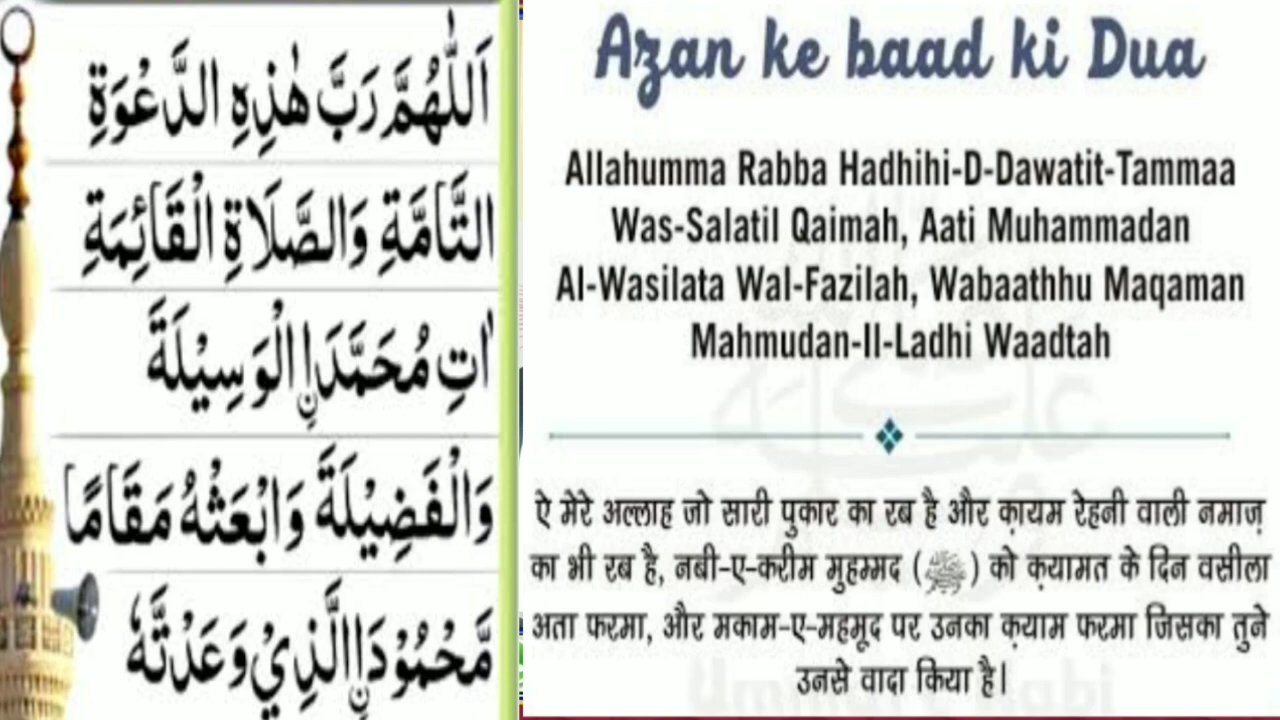 اَللّٰهُمَّ رَبَّ هٰذِهِ الدَّعْوَةِ
التَّامَّةِ وَالصَّلَاةِ الْقَائِمَةِ
اٰتِ مُحَمَّدَاِنِ الْوَسِيْلَةَ
وَالْفَضِيْلَةَ وَابْعَثْهُ مَقَامًا
مَّحْمُوْدَاِنِ الَّذِيْ وَعَدْتَّهٗ
Azan ke baad ki Dua
Allahumma Rabba Hadhihi-D-Dawatit-Tammaa
Was-Salatil Qaimah, Aati Muhammadan
Al-Wasilata Wal-Fazilah, Wabaathhu Maqaman
Mahmudan-Il-Ladhi Waadtah
ऐ मेरे अल्लाह जो सारी पुकार का रब है और क़ायम रेहनी वाली नमाज़
का भी रब है, नबी-ए-करीम मुहम्मद (ﷺ) को क़यामत के दिन वसीला
अता फरमा, और मकाम-ए-महमूद पर उनका क़याम फरमा जिसका तुने
उनसे वादा किया है।